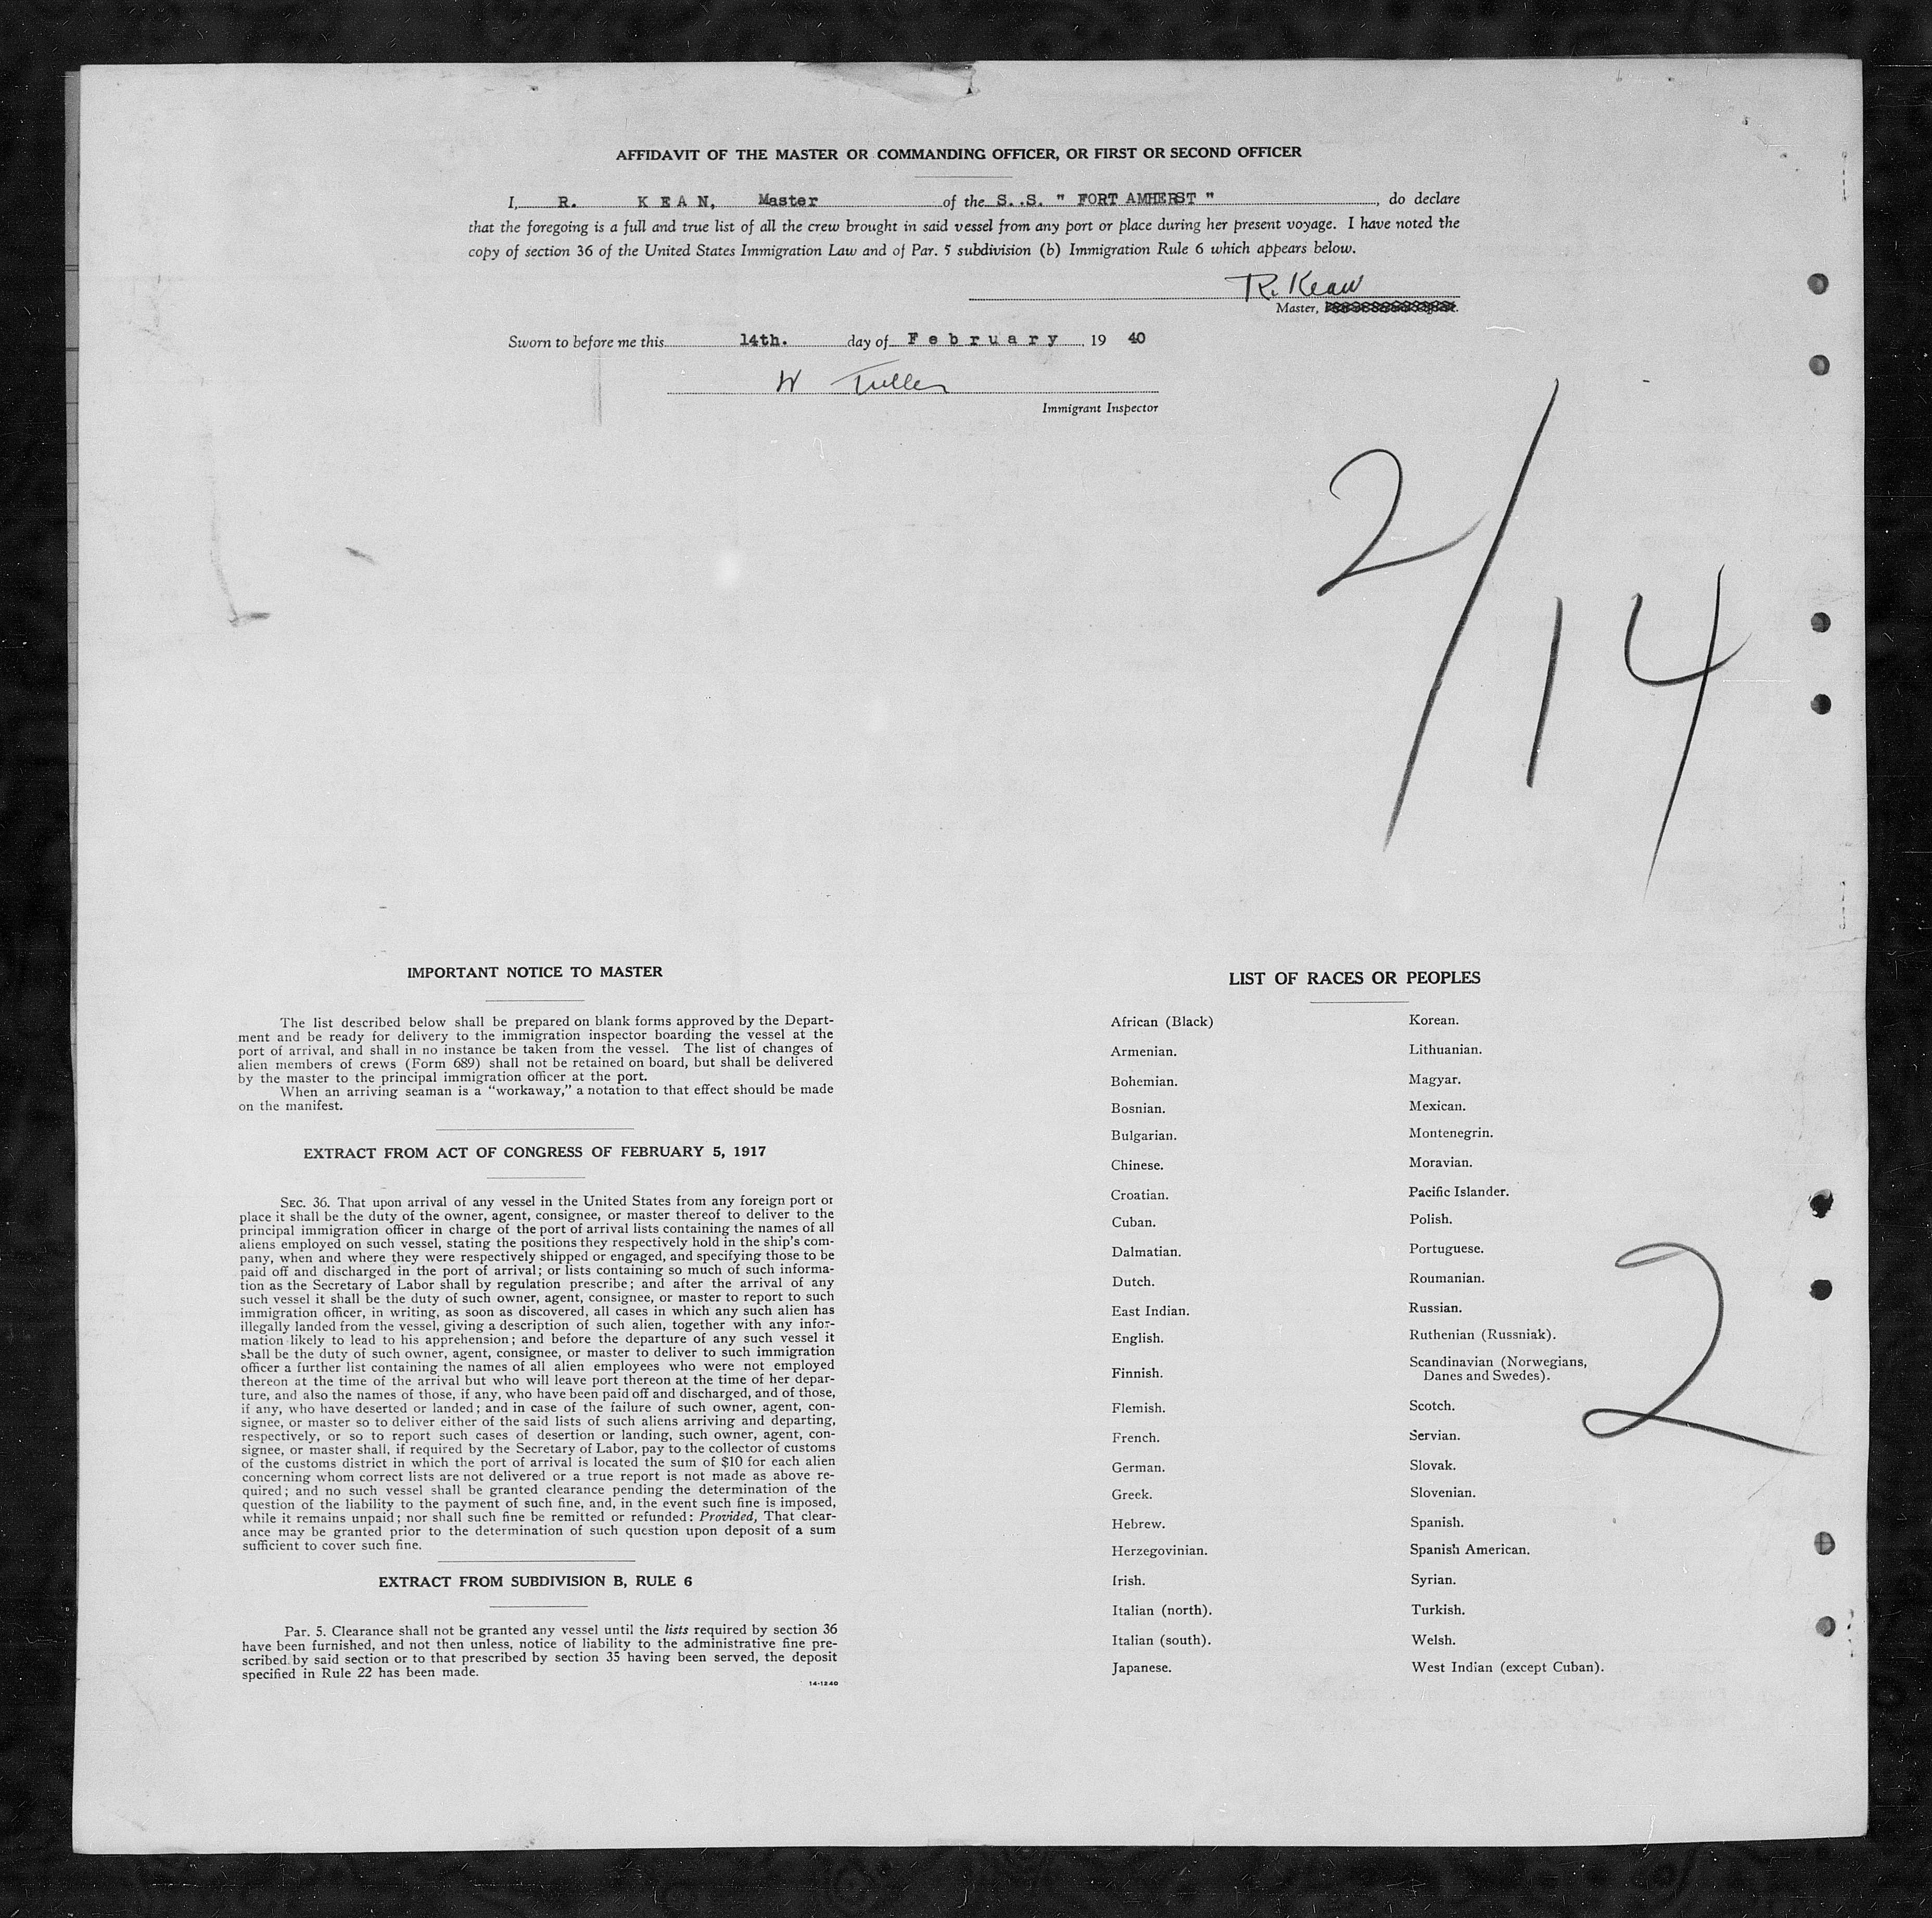 AFFIDAVIT OF THE MASTER OR COMMANDING OFFICER, OR FIRST OR SECOND OFFICER
I, R. KEAN, Master of the S.S. " FORT AMHERST ", do declare
that the foregoing is a full and true list of all the crew brought in said vessel from any port or place during her present voyage. I have noted the
copy of section 36 of the United States Immigration Law and of Par. 5 subdivision (b) Immigration Rule 6 which appears below.
R. Kean
Master,
Sworn to before me this 14th. day of February, 19 40
W
Immigrant Inspector
2/14
IMPORTANT NOTICE TO MASTER
The list described below shall be prepared on blank forms approved by the Depart-
ment and be ready for delivery to the immigration inspector boarding the vessel at the
port of arrival, and shall in no instance be taken from the vessel. The list of changes of
alien members of crews (Form 689) shall not be retained on board, but shall be delivered
by the master to the principal immigration officer at the port.
When an arriving seaman is a "workaway," a notation to that effect should be made
on the manifest.
EXTRACT FROM ACT OF CONGRESS OF FEBRUARY 5, 1917
SEC. 36. That upon arrival of any vessel in the United States from any foreign port or
place it shall be the duty of the owner, agent, consignee, or master thereof to deliver to the
principal immigration officer in charge of the port of arrival lists containing the names of all
aliens employed on such vessel, stating the positions they respectively hold in the ship's com-
pany, when and where they were respectively shipped or engaged, and specifying those to be
paid off and discharged in the port of arrival; or lists containing so much of such informa-
tion as the Secretary of Labor shall by regulation prescribe; and after the arrival of any
such vessel it shall be the duty of such owner, agent, consignee, or master to report to such
immigration officer, in writing, as soon as discovered, all cases in which any such alien has
illegally landed from the vessel, giving a description of such alien, together with any infor-
mation likely to lead to his apprehension; and before the departure of any such vessel it
shall be the duty of such owner, agent, consignee, or master to deliver to such immigration
officer a further list containing the names of all alien employees who were not employed
thereon at the time of the arrival but who will leave port thereon at the time of her depar-
ture, and also the names of those, if any, who have been paid off and discharged, and of those,
if any, who have deserted or landed; and in case of the failure of such owner, agent, con-
signee, or master so to deliver either of the said lists of such aliens arriving and departing,
respectively, or so to report such cases of desertion or landing, such owner, agent, con-
signee, or master shall, if required by the Secretary of Labor, pay to the collector of customs
of the customs district in which the port of arrival is located the sum of $10 for each alien
concerning whom correct lists are not delivered or a true report is not made as above re-
quired; and no such vessel shall be granted clearance pending the determination of the
question of the liability to the payment of such fine, and, in the event such fine is imposed,
while it remains unpaid; nor shall such fine be remitted or refunded: Provided, That clear-
ance may be granted prior to the determination of such question upon deposit of a sum
sufficient to cover such fine.
EXTRACT FROM SUBDIVISION B, RULE 6
Par. 5. Clearance shall not be granted any vessel until the lists required by section 36
have been furnished, and not then unless, notice of liability to the administrative fine pre-
scribed by said section or to that prescribed by section 35 having been served, the deposit
specified in Rule 22 has been made.
14-1240
LIST OF RACES OR PEOPLES
African (Black)
Armenian.
Bohemian.
Bosnian.
Bulgarian.
Chinese.
Croatian.
Cuban.
Dalmatian.
Dutch.
East Indian.
English.
Finnish.
Flemish.
French.
German.
Greek.
Hebrew.
Herzegovinian.
Irish.
Italian (north).
Italian (south).
Japanese.
Korean.
Lithuanian.
Magyar.
Mexican.
Montenegrin.
Moravian.
Pacific Islander.
Polish.
Portuguese.
Roumanian.
Russian.
Ruthenian (Russniak).
Scandinavian (Norwegians,
Danes and Swedes).
Scotch.
Servian.
Slovak.
Slovenian.
Spanish.
Spanish American.
Syrian.
Turkish.
Welsh.
West Indian (except Cuban).
2